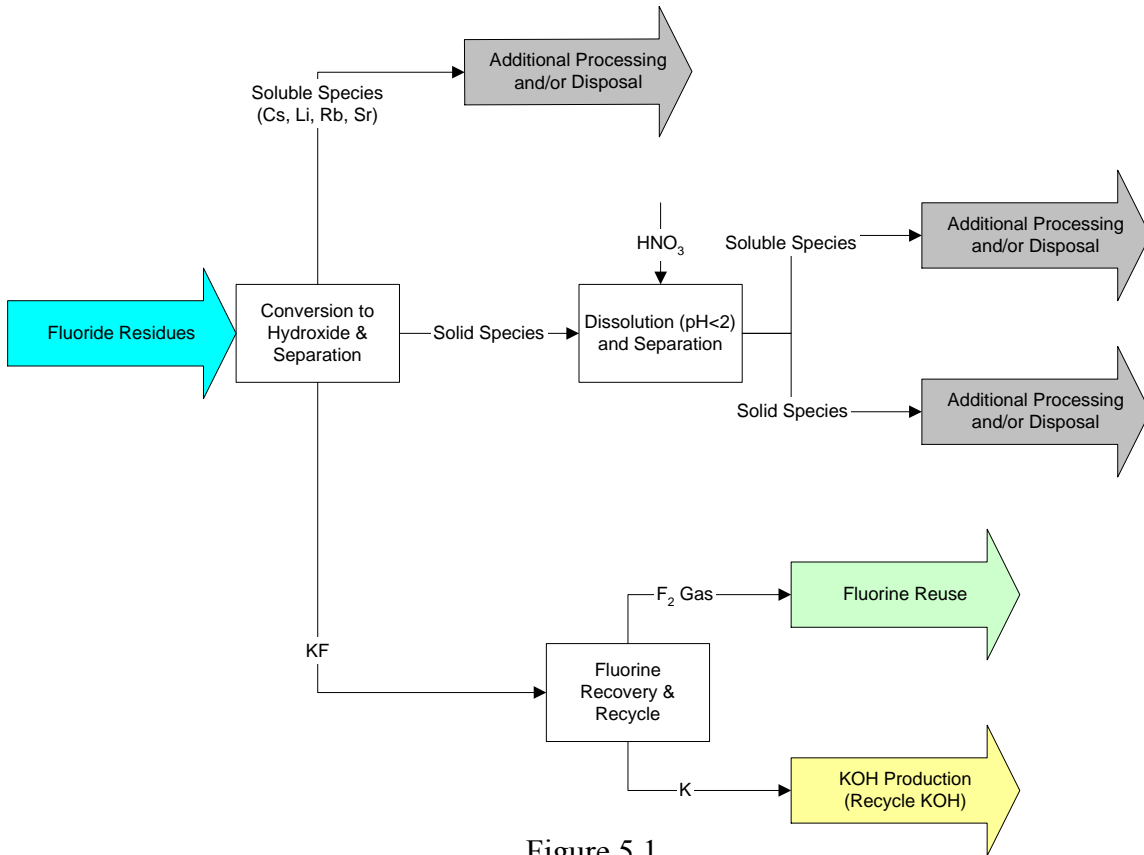 Additional Processing
and/or Disposal
Soluble Species
(Cs, Li, Rb, Sr)
HNO3
Soluble Species
Additional Processing
and/or Disposal
Fluoride Residues
Conversion to
Hydroxide &
Separation
Solid Species
Dissolution (pH<2)
and Separation
Solid Species
Additional Processing
and/or Disposal
F2 Gas
Fluorine Reuse
KF
Fluorine
Recovery &
Recycle
K
KOH Production
(Recycle KOH)
Figure 5.1